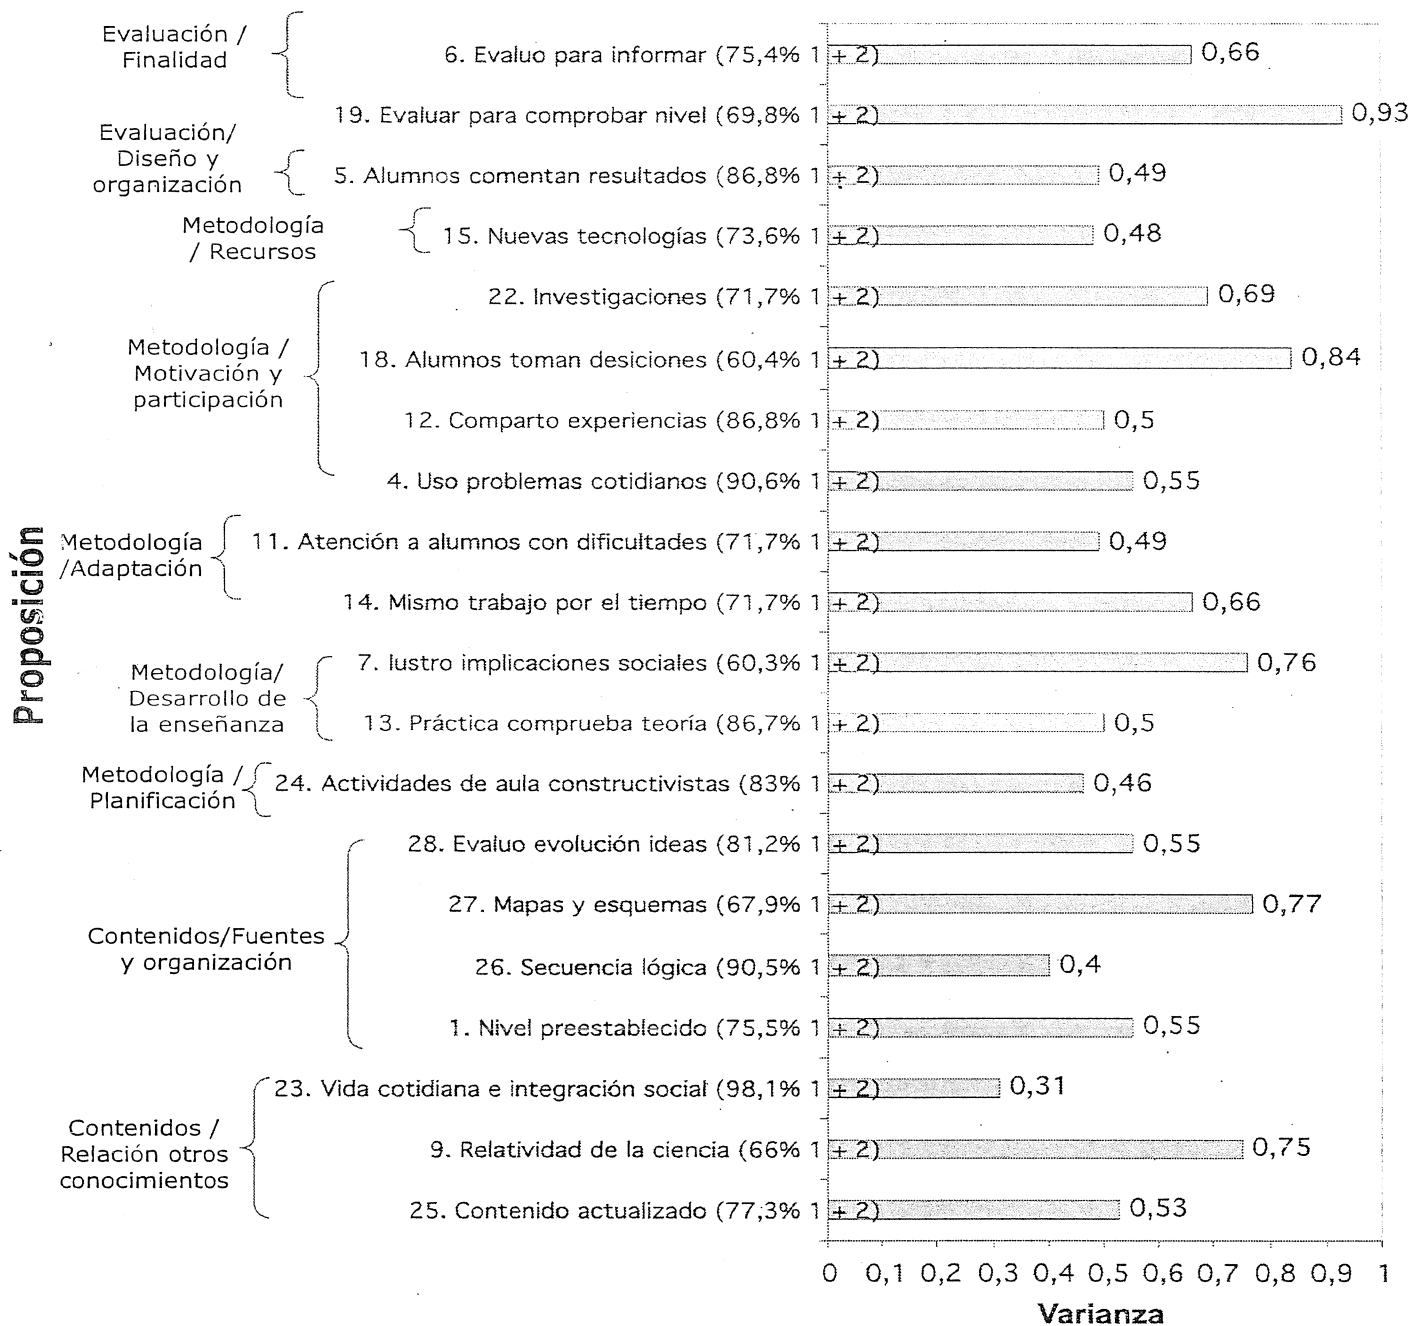 Evaluación /
Finalidad
6. Evaluo para informar (75,4% 1 + 2) 0,66
19. Evaluar para comprobar nivel (69,8% 1 + 2) 0,93
Evaluación/
Diseño y
organización
5. Alumnos comentan resultados (86,8% 1 + 2) 0,49
Metodología
/ Recursos
15. Nuevas tecnologías (73,6% 1 + 2) 0,48
22. Investigaciones (71,7% 1 + 2) 0,69
Metodología /
Motivación y
participación
18. Alumnos toman desiciones (60,4% 1 + 2) 0,84
12. Comparto experiencias (86,8% 1 + 2) 0,5
4. Uso problemas cotidianos (90,6% 1 + 2) 0,55
Proposición
Metodología
/Adaptación
11. Atención a alumnos con dificultades (71,7% 1 + 2) 0,49
14. Mismo trabajo por el tiempo (71,7% 1 + 2) 0,66
Metodología/
Desarrollo de
la enseñanza
7. lustro implicaciones sociales (60,3% 1 + 2) 0,76
13. Práctica comprueba teoría (86,7% 1 + 2) 0,5
Metodología /
Planificación
24. Actividades de aula constructivistas (83% 1 + 2) 0,46
28. Evaluo evolución ideas (81,2% 1 + 2) 0,55
27. Mapas y esquemas (67,9% 1 + 2) 0,77
Contenidos/Fuentes
y organización
26. Secuencia lógica (90,5% 1 + 2) 0,4
1. Nivel preestablecido (75,5% 1 + 2) 0,55
23. Vida cotidiana e integración social (98,1% 1 + 2) 0,31
Contenidos /
Relación otros
conocimientos
9. Relatividad de la ciencia (66% 1 + 2) 0,75
25. Contenido actualizado (77,3% 1 + 2) 0,53
0 0,1 0,2 0,3 0,4 0,5 0,6 0,7 0,8 0,9 1
Varianza